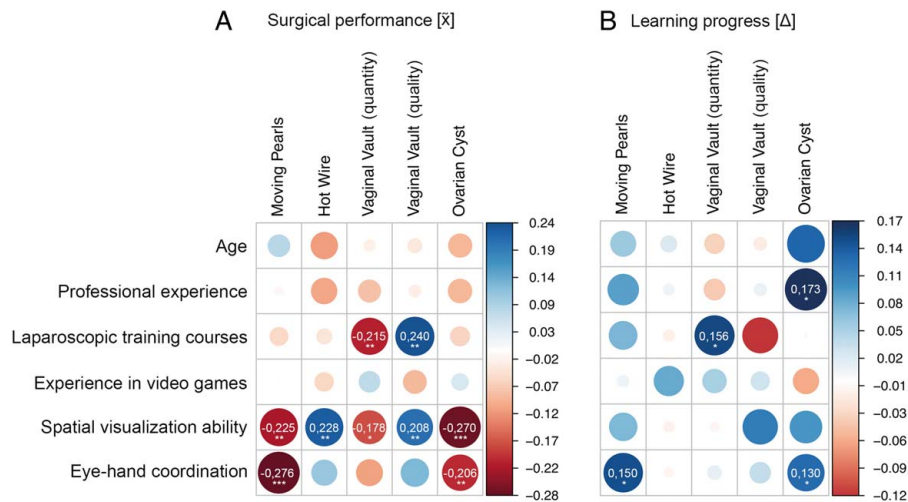 A Surgical performance [x̄]
B Learning progress [Δ]
Moving Pearls
Hot Wire
Vaginal Vault (quantity)
Vaginal Vault (quality)
Ovarian Cyst
Moving Pearls
Hot Wire
Vaginal Vault (quantity)
Vaginal Vault (quality)
Ovarian Cyst
Age
Professional experience
0,173
*
Laparoscopic training courses
-0,215
**
0,240
**
0,156
*
Experience in video games
Spatial visualization ability
-0,225
**
0,228
**
-0,178
*
0,208
**
-0,270
***
Eye-hand coordination
-0,276
***
-0,206
**
0,150
*
0,130
*
0.24
0.19
0.14
0.09
0.03
−0.02
−0.07
−0.12
−0.17
−0.22
−0.28
0.17
0.14
0.11
0.08
0.05
0.02
−0.01
−0.03
−0.06
−0.09
−0.12